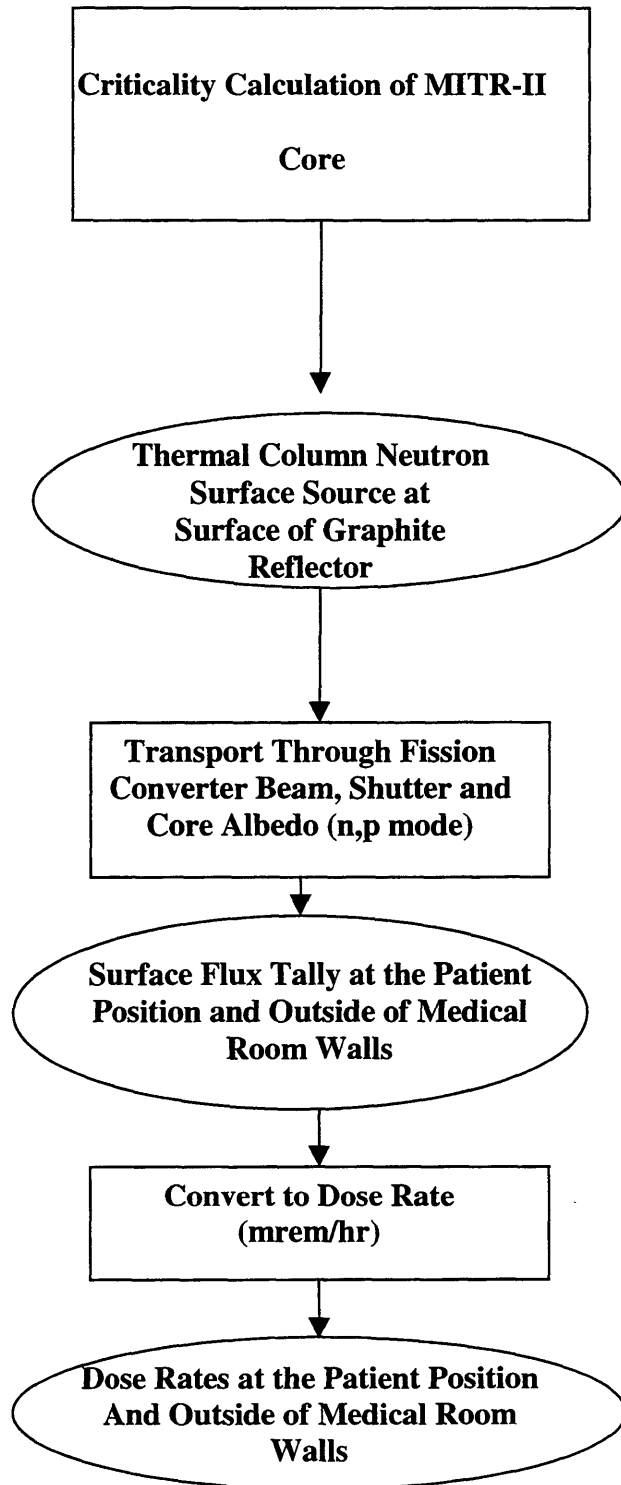 Criticality Calculation of MITR-II
Core
Thermal Column Neutron
Surface Source at
Surface of Graphite
Reflector
Transport Through Fission
Converter Beam, Shutter and
Core Albedo (n,p mode)
Surface Flux Tally at the Patient
Position and Outside of Medical
Room Walls
Convert to Dose Rate
(mrem/hr)
Dose Rates at the Patient Position
And Outside of Medical Room
Walls